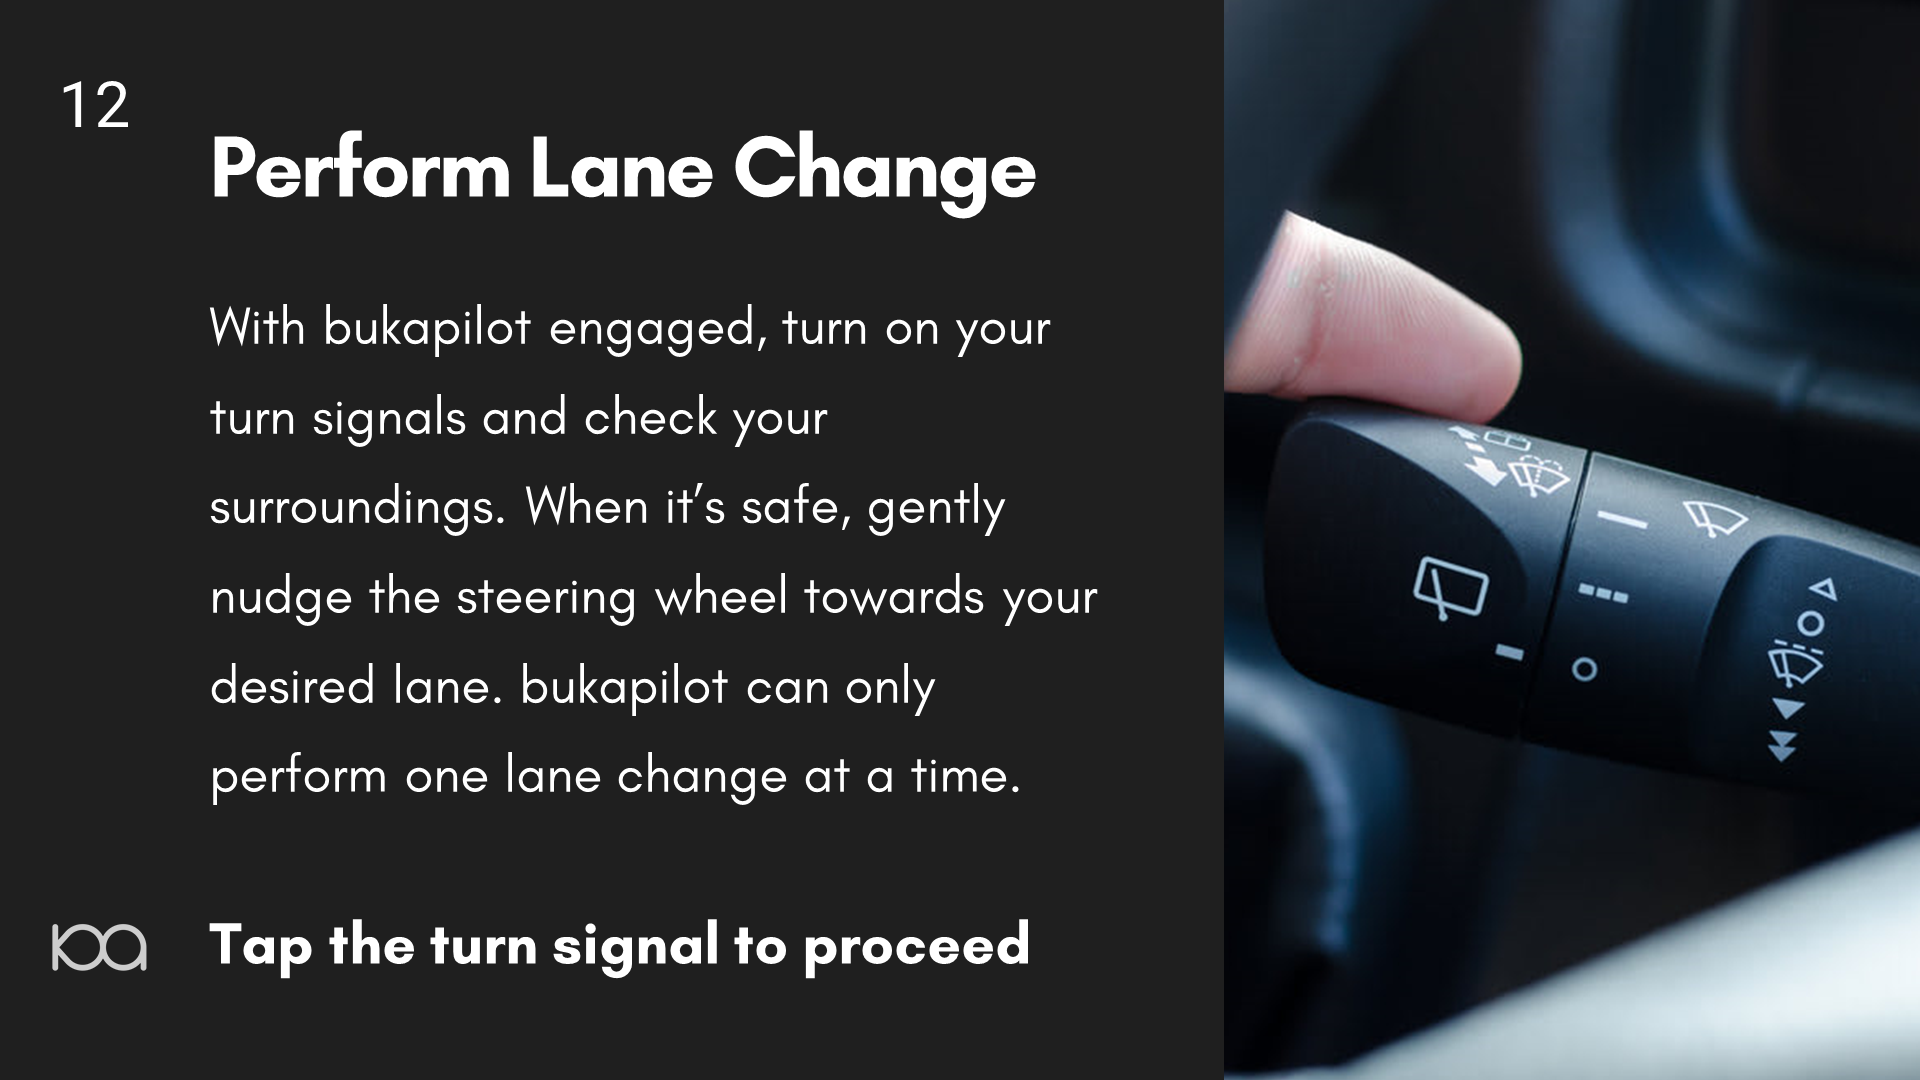 12
Perform Lane Change
With bukapilot engaged, turn on your
turn signals and check your
surroundings. When it’s safe, gently
nudge the steering wheel towards your
desired lane. bukapilot can only
perform one lane change at a time.
ka
Tap the turn signal to proceed